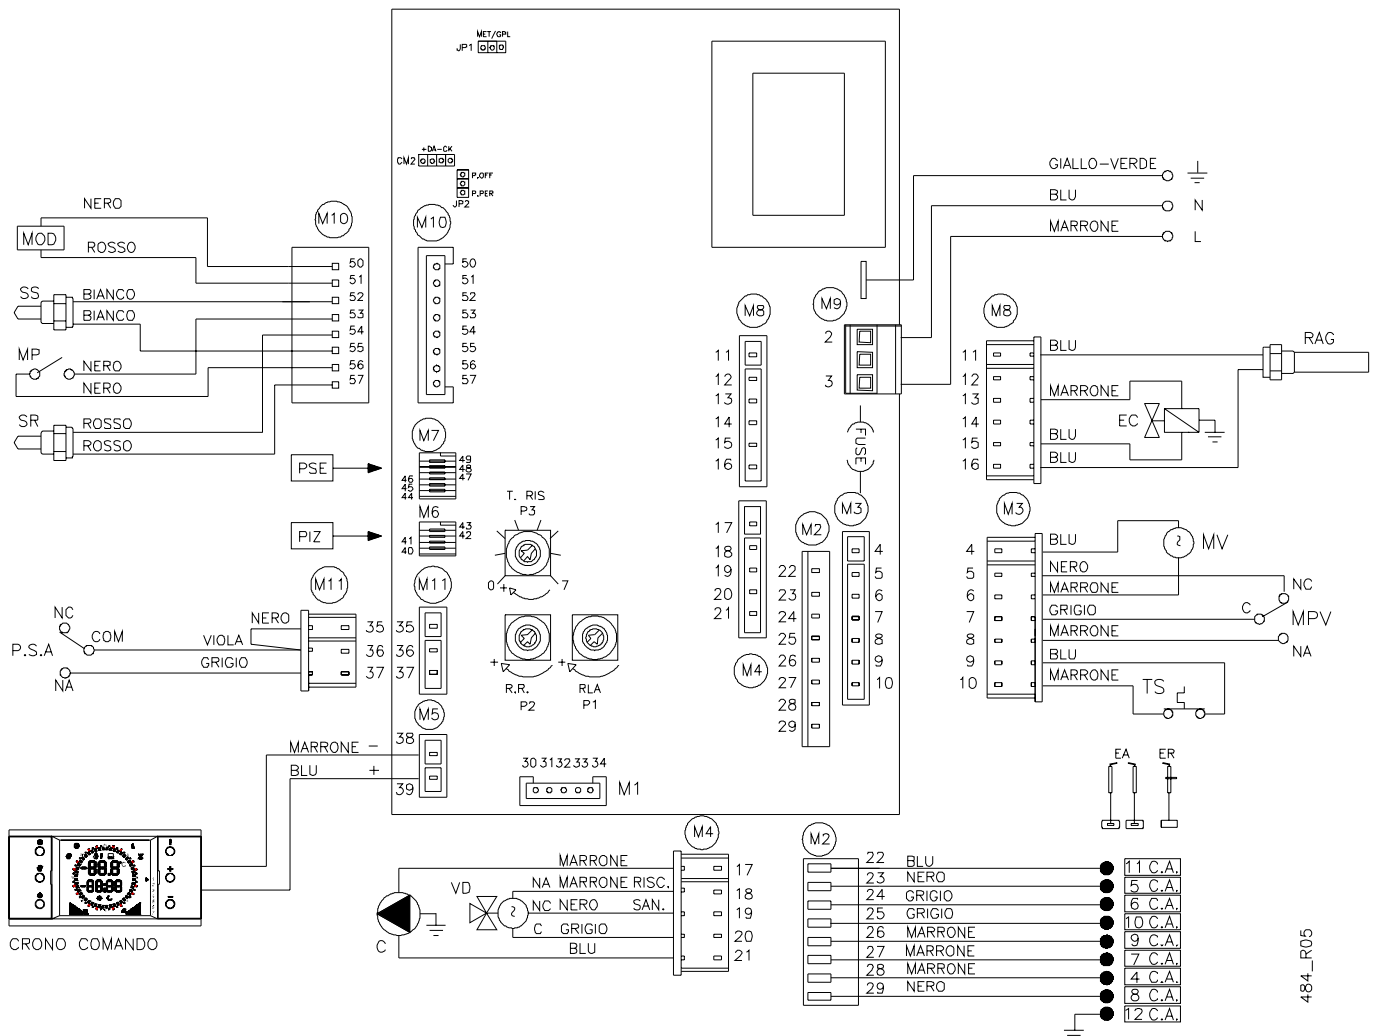 MET/GPL
JP1
+DA-CK
CM2
P.OFF
P.PER
JP2
GIALLO-VERDE
BLU N
MARRONE L
NERO
MOD
ROSSO
SS BIANCO
BIANCO
MP
NERO
NERO
SR ROSSO
ROSSO
M10
50
51
52
53
54
55
56
57
M10
50
51
52
53
54
55
56
57
M7
49
48
47
46
45
44
PSE
M6
43
42
41
40
PIZ
T. RIS
P3
0 + 7
M11
35
36
37
M11
35
36
37
NC
COM
P.S.A
NA
NERO
VIOLA
GRIGIO
+
R.R.
P2
+
RLA
P1
M5
38
39
MARRONE -
BLU +
30 31 32 33 34
M1
CRONO COMANDO
M9
2
3
FUSE
M8
11
12
13
14
15
16
17
18
19
20
21
M4
M2
22
23
24
25
26
27
28
29
M3
4
5
6
7
8
9
10
M8
11 BLU
12
13 MARRONE
14
15 BLU
16 BLU
RAG
EC
M3
4 BLU
5 NERO
6 MARRONE
7 GRIGIO
8 MARRONE
9 BLU
10 MARRONE
MV
NC
C
MPV
NA
TS
EA ER
M4
17
18
19
20
21
MARRONE
VD
NA MARRONE RISC.
NC NERO SAN.
C GRIGIO
BLU
C
M2
22 BLU 11 C.A.
23 NERO 5 C.A.
24 GRIGIO 6 C.A.
25 GRIGIO 10 C.A.
26 MARRONE 9 C.A.
27 MARRONE 7 C.A.
28 MARRONE 4 C.A.
29 NERO 8 C.A.
12 C.A.
484_R05